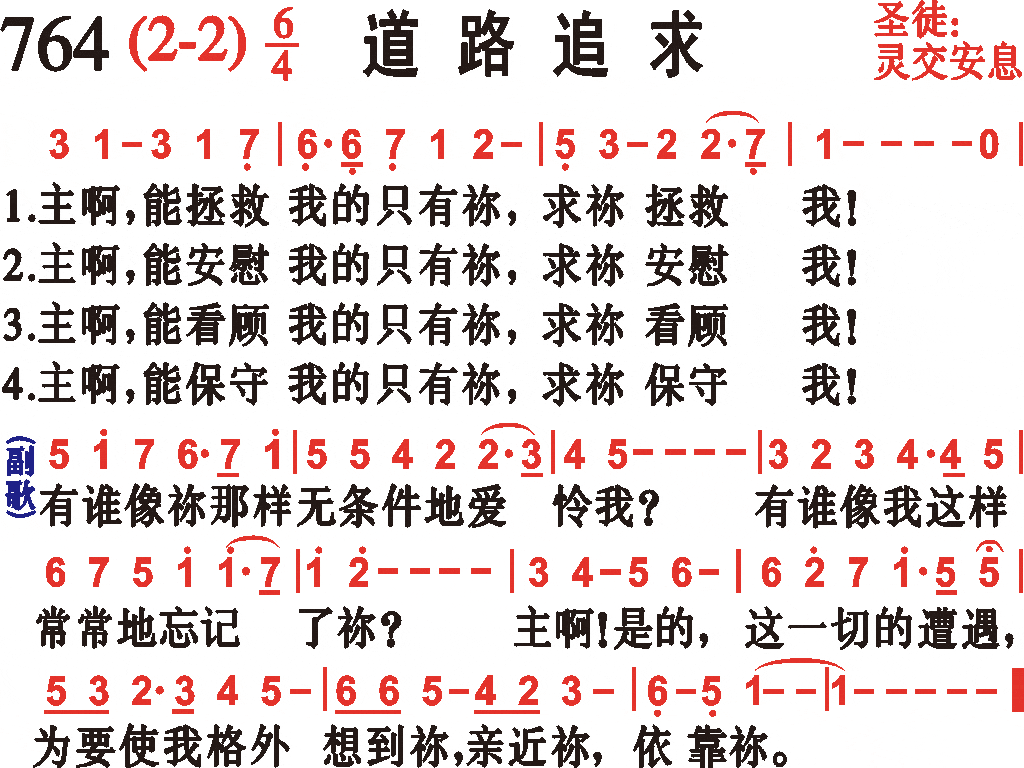 764 (2-2) 6/4 道路追求 圣徒：
灵交安息
3 1-3 1 7̣ | 6̣·6̣ 7̣ 1 2- | 5̣ 3-2 2·7̣ | 1- - - -0 |
1.主啊,能拯救 我的只有祢，求祢 拯救 我!
2.主啊,能安慰 我的只有祢，求祢 安慰 我!
3.主啊,能看顾 我的只有祢，求祢 看顾 我!
4.主啊,能保守 我的只有祢，求祢 保守 我!
(副歌) 5 1̇ 7 6·7 1̇ | 5 5 4 2 2·3 | 4 5- - - - | 3 2 3 4·4 5 |
有谁像祢那样无条件地爱 怜我？ 有谁像我这样
6 7 5 1̇ 1̇·7 | 1̇ 2̇- - - - | 3 4-5 6- | 6 2̇ 7 1̇·5 5̇
常常地忘记 了祢？ 主啊!是的，这一切的遭遇，
5 3 2·3 4 5- | 6 6 5-4 2 3- | 6̣-5̣ 1- - | 1- - - - -
为要使我格外 想到祢,亲近祢，依 靠祢。